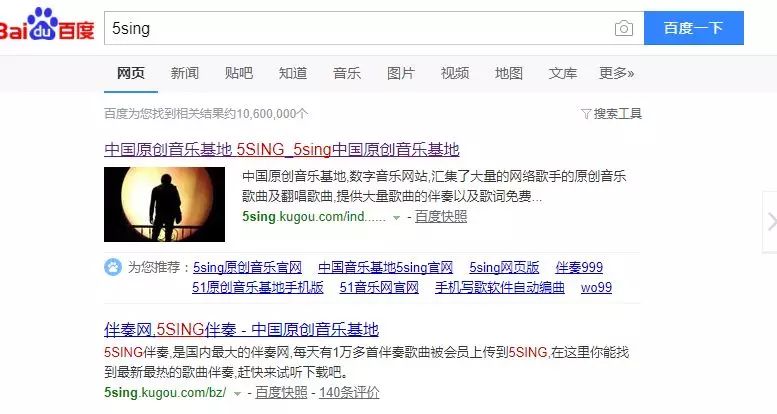 Bai du 百度
5sing
百度一下
网页 新闻 贴吧 知道 音乐 图片 视频 地图 文库 更多»
百度为您找到相关结果约10,600,000个
搜索工具
中国原创音乐基地 5SING_5sing中国原创音乐基地
中国原创音乐基地,数字音乐网站,汇集了大量的网络歌手的原创音乐
歌曲及翻唱歌曲,提供大量歌曲的伴奏以及歌词免费...
5sing.kugou.com/ind...... - 百度快照
为您推荐： 5sing原创音乐官网 中国音乐基地5sing官网 5sing网页版 伴奏999
51原创音乐基地手机版 51音乐网官网 手机写歌软件自动编曲 wo99
伴奏网,5SING伴奏 - 中国原创音乐基地
5SING伴奏,是国内最大的伴奏网,每天有1万多首伴奏歌曲被会员上传到5SING,在这里你能找
到最新最热的歌曲伴奏,赶快来试听下载吧。
5sing.kugou.com/bz/ - 百度快照 - 140条评价